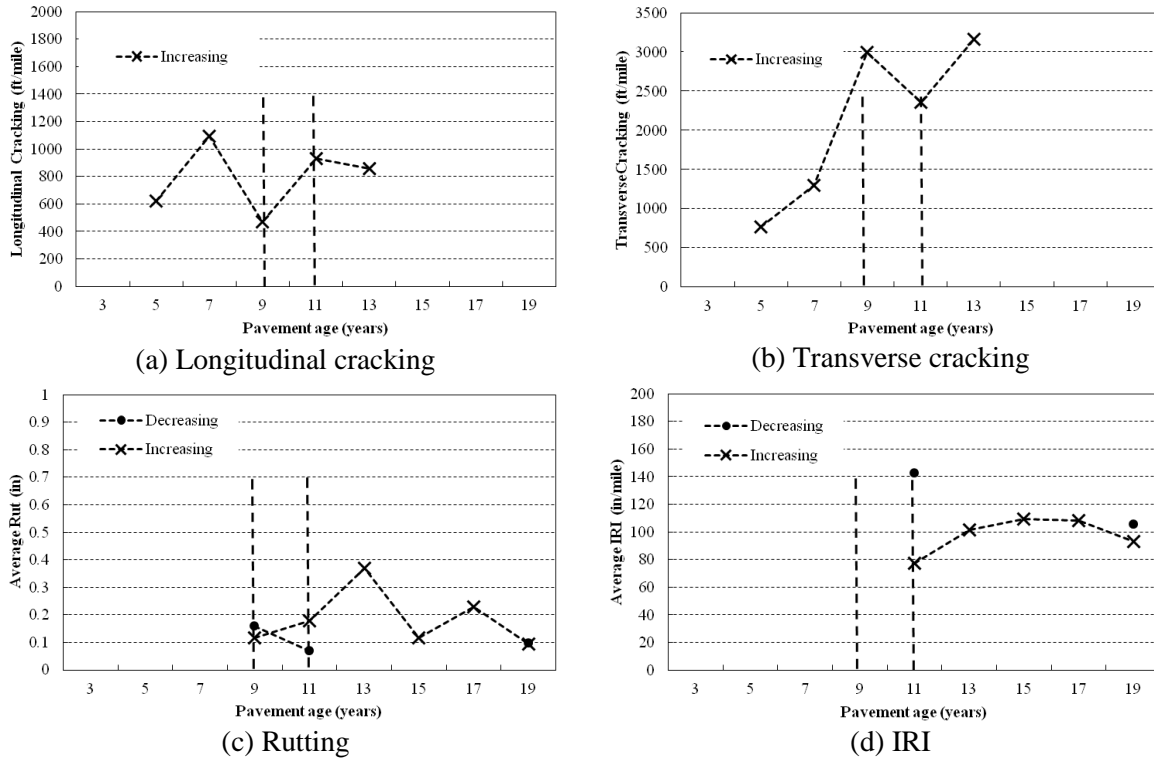 2000
1800
1600
1400
1200
1000
800
600
400
200
0
Longitudinal Cracking (ft/mile)
Increasing
3 5 7 9 11 13 15 17 19
Pavement age (years)
(a) Longitudinal cracking
3500
3000
2500
2000
1500
1000
500
0
TransverseCracking (ft/mile)
Increasing
3 5 7 9 11 13 15 17 19
Pavement age (years)
(b) Transverse cracking
1
0.9
0.8
0.7
0.6
0.5
0.4
0.3
0.2
0.1
0
Average Rut (in)
Decreasing
Increasing
3 5 7 9 11 13 15 17 19
Pavement age (years)
(c) Rutting
200
180
160
140
120
100
80
60
40
20
0
Average IRI (in/mile)
Decreasing
Increasing
3 5 7 9 11 13 15 17 19
Pavement age (years)
(d) IRI